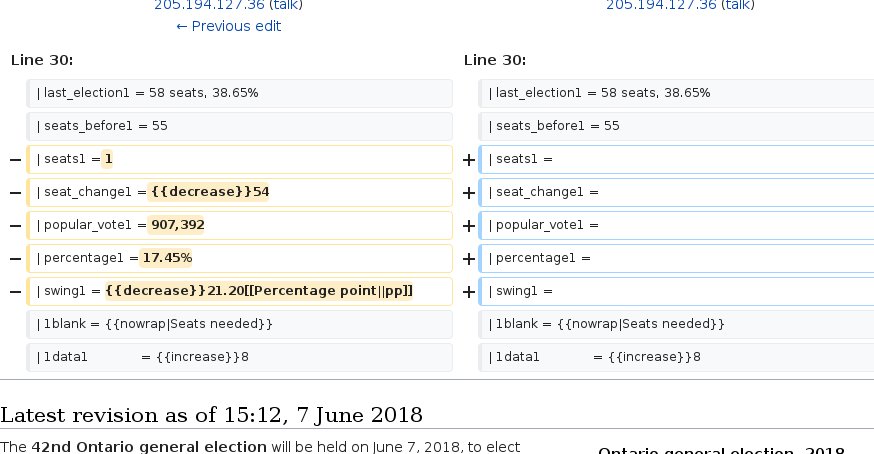 205.194.127.36 (talk)
← Previous edit
205.194.127.36 (talk)
Line 30:
Line 30:
| last_election1 = 58 seats, 38.65%
| last_election1 = 58 seats, 38.65%
| seats_before1 = 55
| seats_before1 = 55
− | seats1 = 1
+ | seats1 =
− | seat_change1 = {{decrease}}54
+ | seat_change1 =
− | popular_vote1 = 907,392
+ | popular_vote1 =
− | percentage1 = 17.45%
+ | percentage1 =
− | swing1 = {{decrease}}21.20[[Percentage point||pp]]
+ | swing1 =
| 1blank = {{nowrap|Seats needed}}
| 1blank = {{nowrap|Seats needed}}
| 1data1 = {{increase}}8
| 1data1 = {{increase}}8
Latest revision as of 15:12, 7 June 2018
The 42nd Ontario general election will be held on June 7, 2018, to elect
Ontario general election, 2018